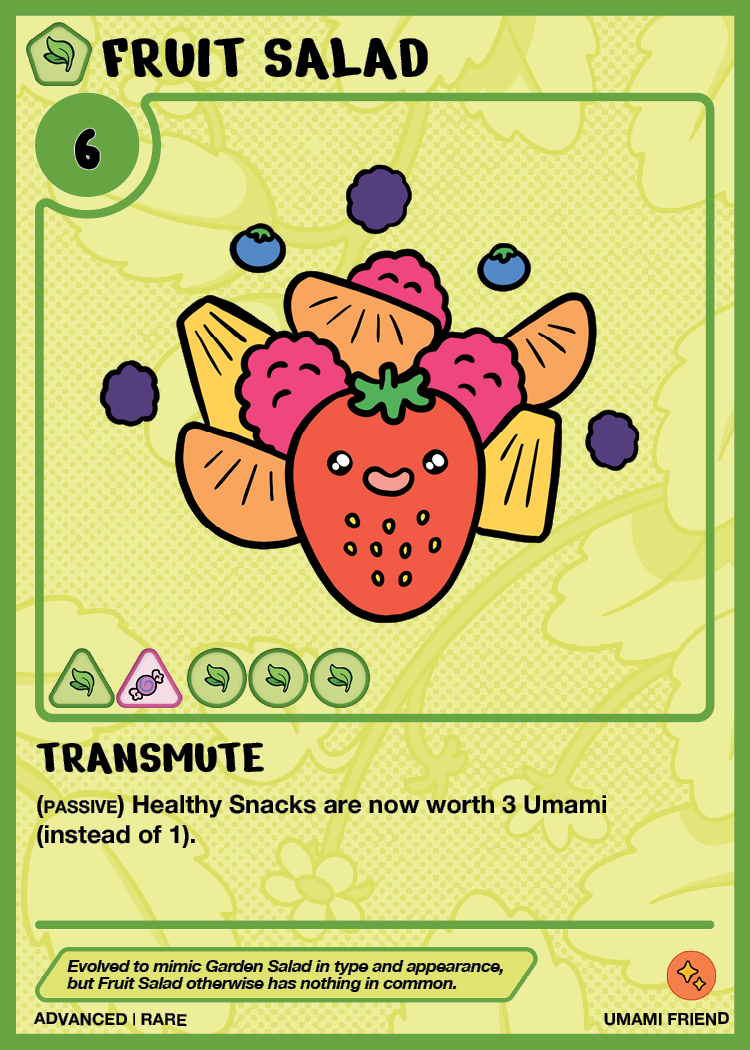 FRUIT SALAD
6
TRANSMUTE
(PASSIVE) Healthy Snacks are now worth 3 Umami
(instead of 1).
Evolved to mimic Garden Salad in type and appearance,
but Fruit Salad otherwise has nothing in common.
ADVANCED | RARE
UMAMI FRIEND